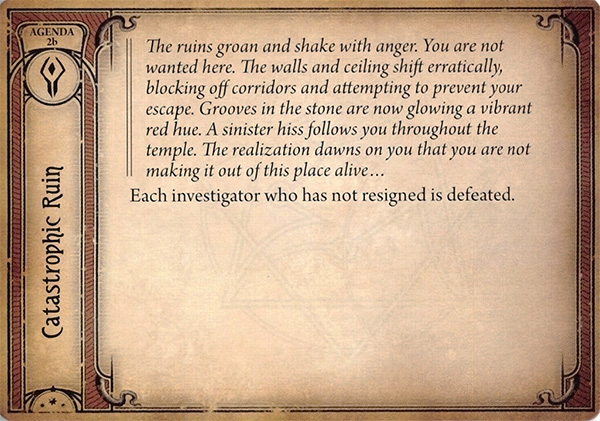 AGENDA
2b
Catastrophic Ruin
The ruins groan and shake with anger. You are not
wanted here. The walls and ceiling shift erratically,
blocking off corridors and attempting to prevent your
escape. Grooves in the stone are now glowing a vibrant
red hue. A sinister hiss follows you throughout the
temple. The realization dawns on you that you are not
making it out of this place alive…
Each investigator who has not resigned is defeated.